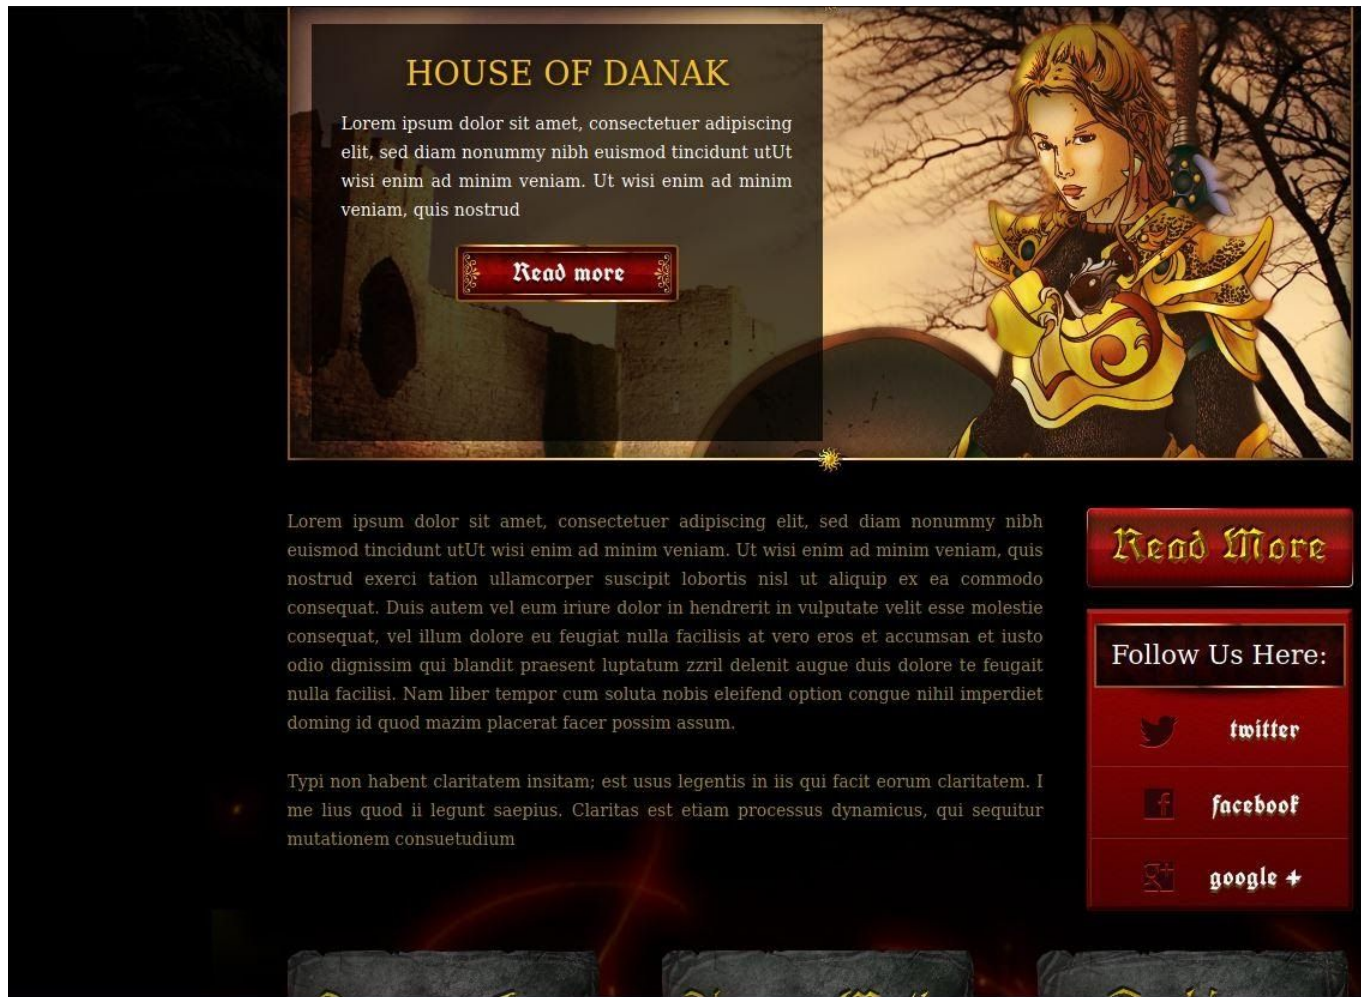 HOUSE OF DANAK
Lorem ipsum dolor sit amet, consectetuer adipiscing
elit, sed diam nonummy nibh euismod tincidunt utUt
wisi enim ad minim veniam. Ut wisi enim ad minim
veniam, quis nostrud
Read more
Lorem ipsum dolor sit amet, consectetuer adipiscing elit, sed diam nonummy nibh
euismod tincidunt utUt wisi enim ad minim veniam. Ut wisi enim ad minim veniam, quis
nostrud exerci tation ullamcorper suscipit lobortis nisl ut aliquip ex ea commodo
consequat. Duis autem vel eum iriure dolor in hendrerit in vulputate velit esse molestie
consequat, vel illum dolore eu feugiat nulla facilisis at vero eros et accumsan et iusto
odio dignissim qui blandit praesent luptatum zzril delenit augue duis dolore te feugait
nulla facilisi. Nam liber tempor cum soluta nobis eleifend option congue nihil imperdiet
doming id quod mazim placerat facer possim assum.
Typi non habent claritatem insitam; est usus legentis in iis qui facit eorum claritatem. I
me lius quod ii legunt saepius. Claritas est etiam processus dynamicus, qui sequitur
mutationem consuetudium
Read More
Follow Us Here:
twitter
facebook
google +